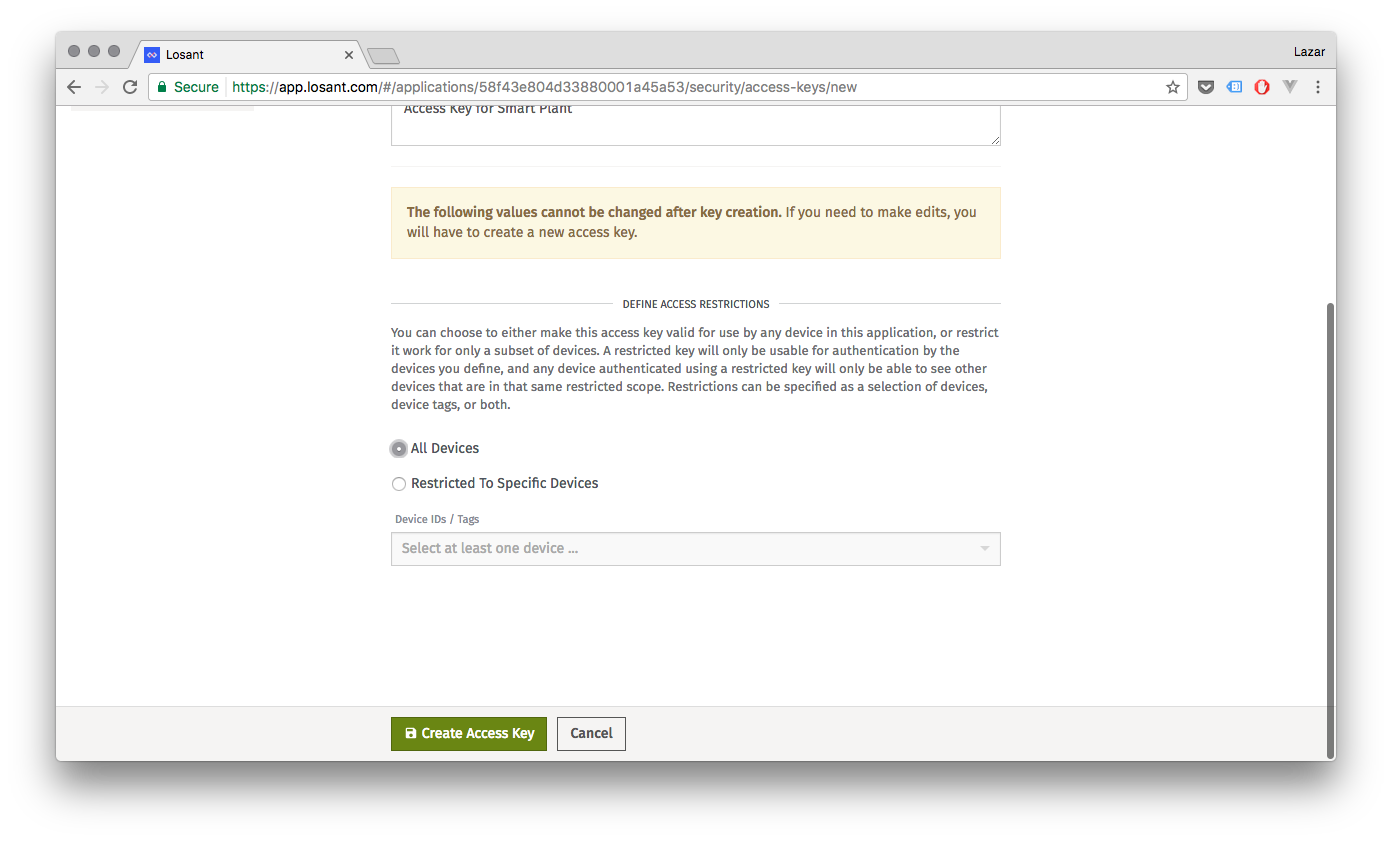 Losant
Lazar
Secure
https://app.losant.com/#/applications/58f43e804d33880001a45a53/security/access-keys/new
Access Key for Smart Plant
The following values cannot be changed after key creation. If you need to make edits, you
will have to create a new access key.
DEFINE ACCESS RESTRICTIONS
You can choose to either make this access key valid for use by any device in this application, or restrict
it work for only a subset of devices. A restricted key will only be usable for authentication by the
devices you define, and any device authenticated using a restricted key will only be able to see other
devices that are in that same restricted scope. Restrictions can be specified as a selection of devices,
device tags, or both.
All Devices
Restricted To Specific Devices
Device IDs / Tags
Select at least one device ...
Create Access Key
Cancel